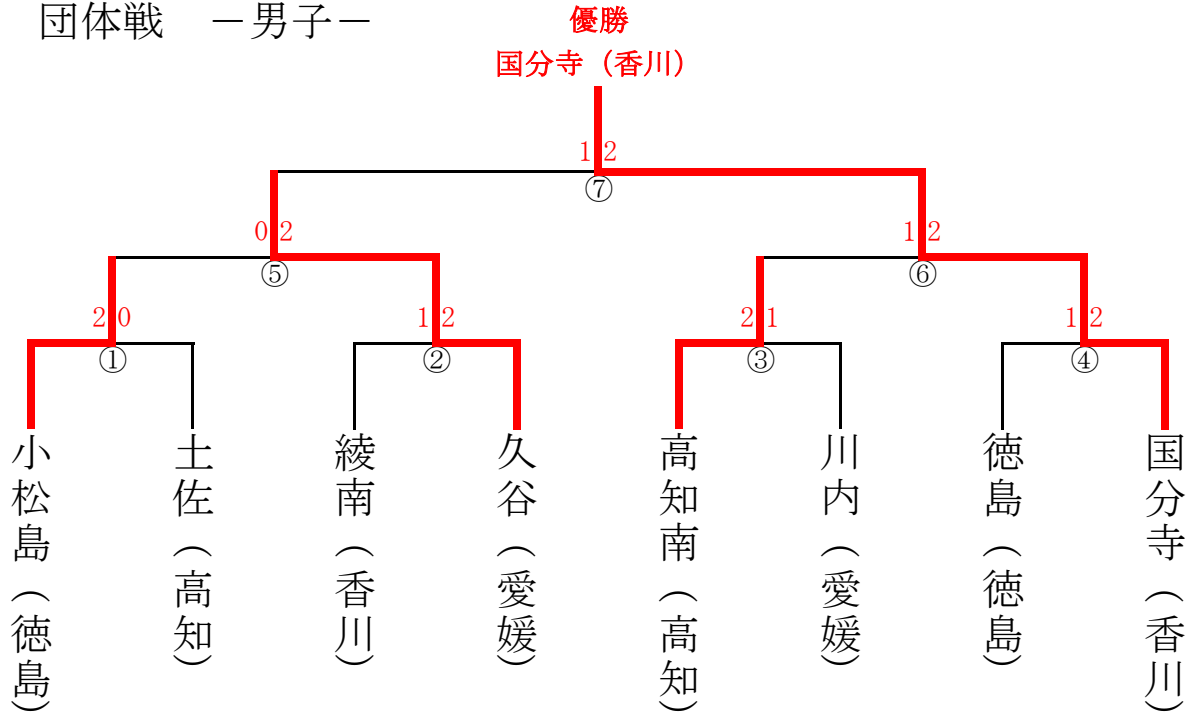 団体戦　－男子－
優勝
国分寺（香川）
1 2
⑦
0 2
1 2
⑤
⑥
2 0
1 2
2 1
1 2
①
②
③
④
小松島（徳島）
土佐（高知）
綾南（香川）
久谷（愛媛）
高知南（高知）
川内（愛媛）
徳島（徳島）
国分寺（香川）